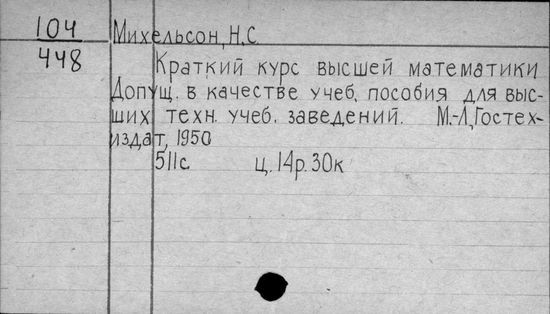 104 Михельсон, Н.С.
448 Краткий курс высшей математики
Допущ. в качестве учеб. пособия для выс-
ших техн. учеб. заведений. М.-Л, Гостех-
издат, 1950
511с. ц. 14р. 30к